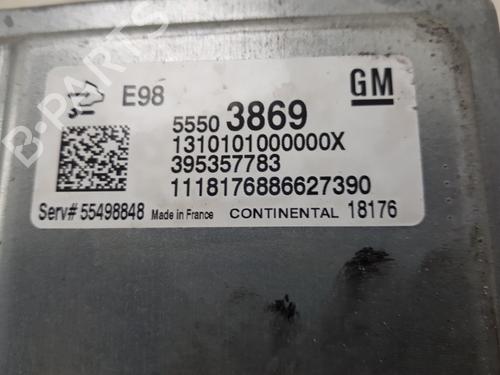 E98
GM
5550 3869
1310101000000X
395357783
1118176886627390
Serv# 55498848 Made in France CONTINENTAL 18176
B-PARTS